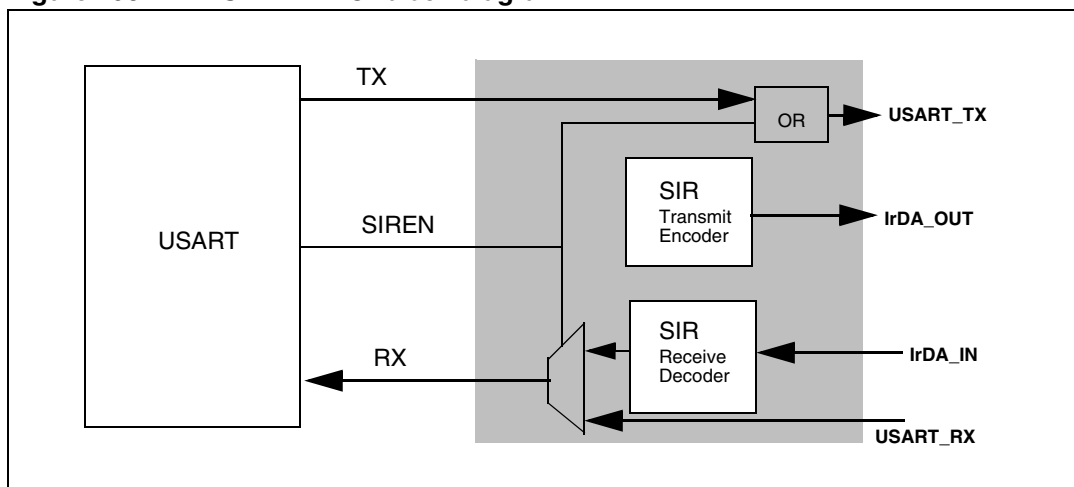 TX
OR
USART_TX
SIR
Transmit
Encoder
IrDA_OUT
SIREN
USART
SIR
Receive
Decoder
IrDA_IN
RX
USART_RX